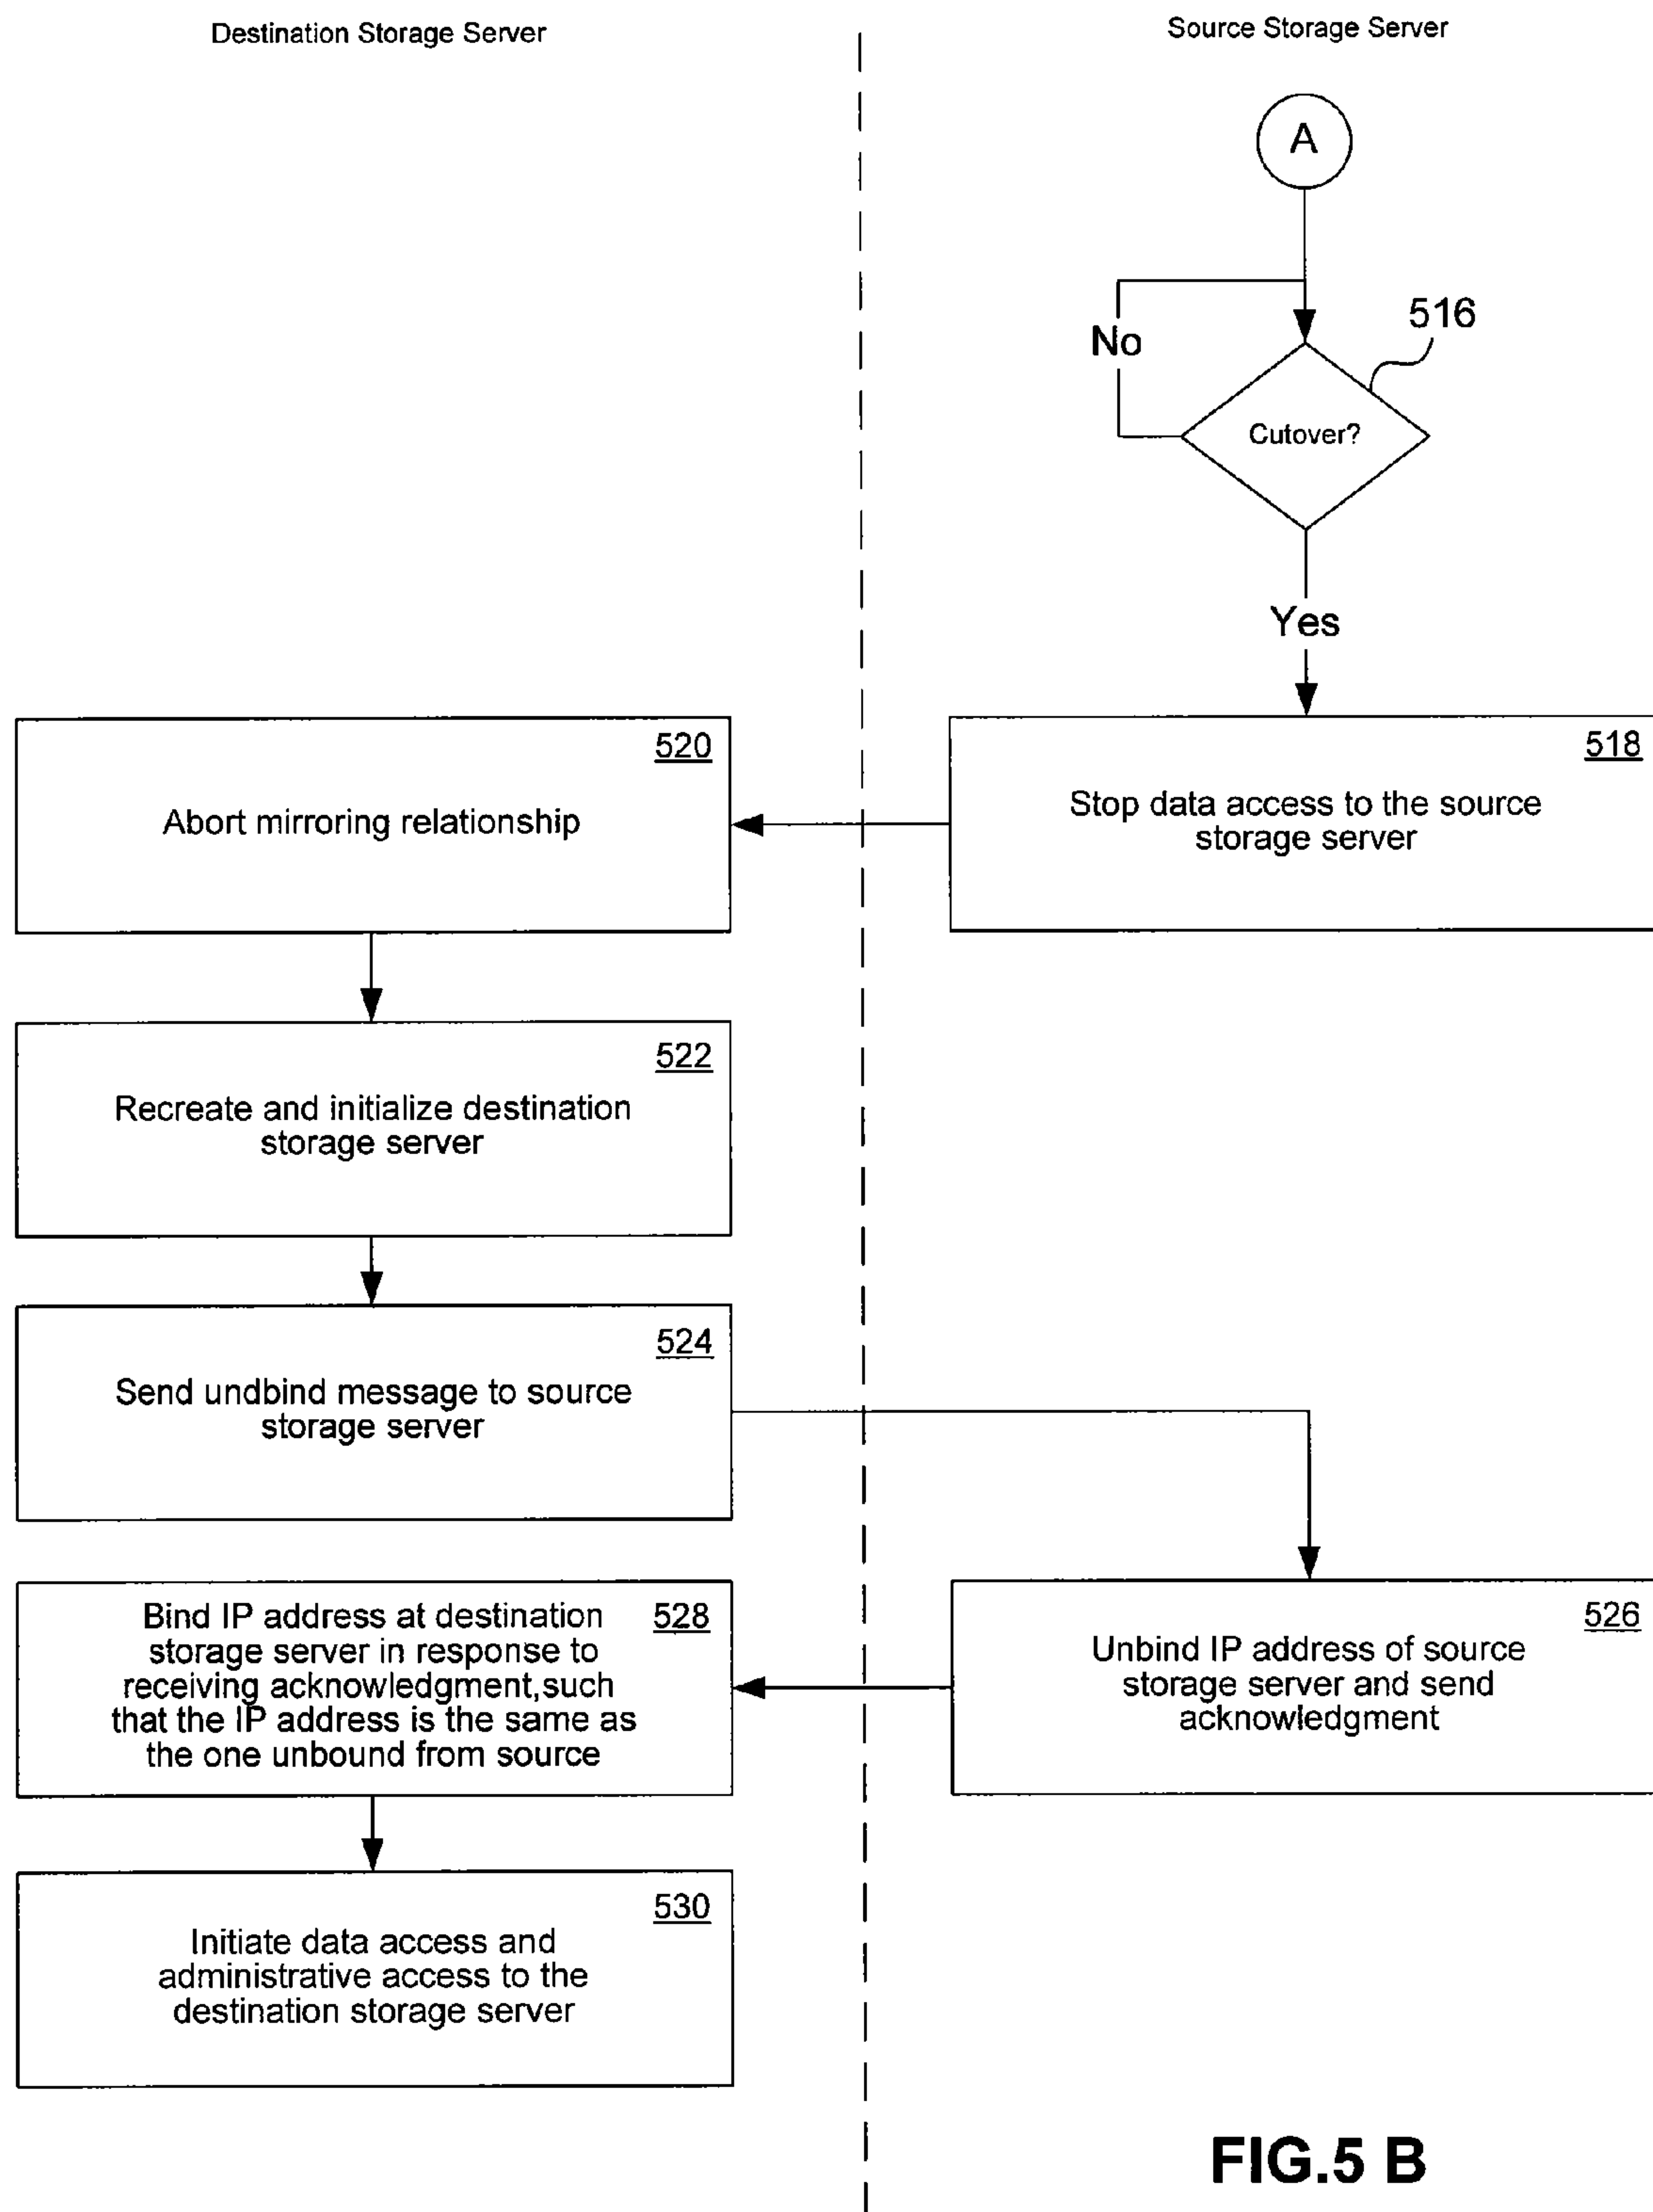 Destination Storage Server
Source Storage Server
A
516
No
Cutover?
Yes
520
Abort mirroring relationship
518
Stop data access to the source
storage server
522
Recreate and initialize destination
storage server
524
Send undbind message to source
storage server
528
Bind IP address at destination
storage server in response to
receiving acknowledgment,such
that the IP address is the same as
the one unbound from source
526
Unbind IP address of source
storage server and send
acknowledgment
530
Initiate data access and
administrative access to the
destination storage server
FIG.5 B